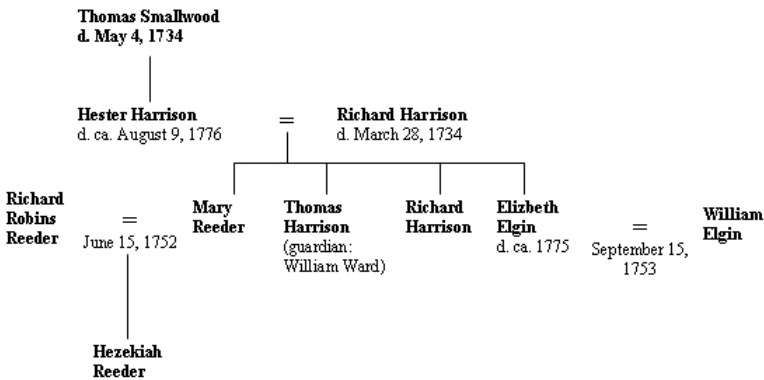 Thomas Smallwood
d. May 4, 1734
Hester Harrison
d. ca. August 9, 1776
=
Richard Harrison
d. March 28, 1734
Richard
Robins
Reeder
=
June 15, 1752
Mary
Reeder
Thomas
Harrison
(guardian:
William Ward)
Richard
Harrison
Elizbeth
Elgin
d. ca. 1775
=
September 15,
1753
William
Elgin
Hezekiah
Reeder